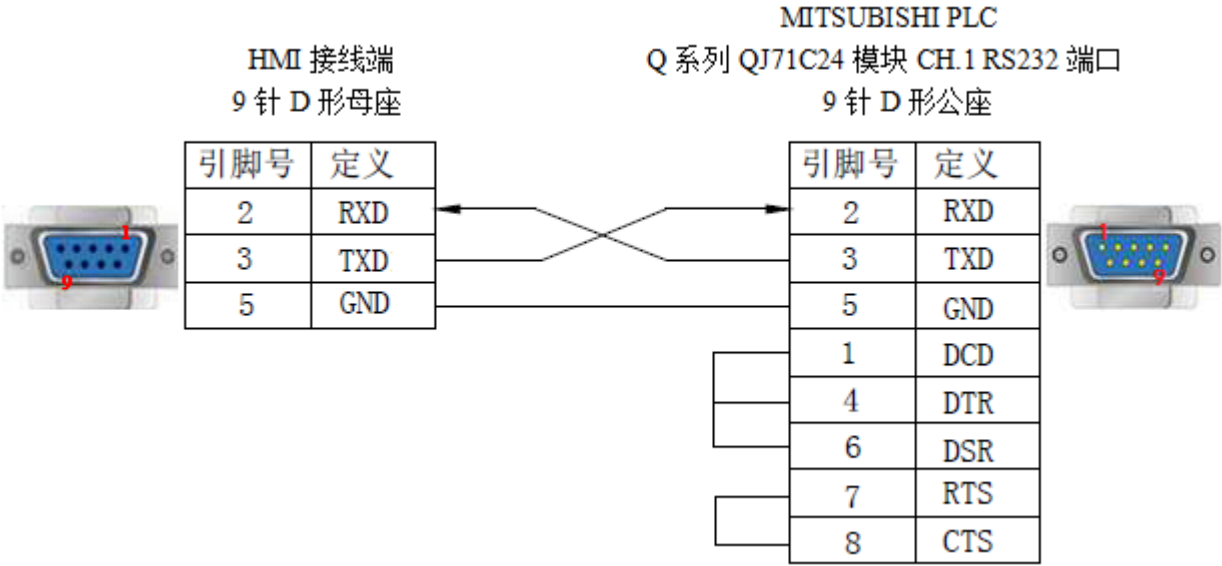 MITSUBISHI PLC
HMI 接线端
Q 系列 QJ71C24 模块 CH.1 RS232 端口
9 针 D 形母座
9 针 D 形公座
引脚号 定义
2 RXD
3 TXD
5 GND
引脚号 定义
2 RXD
3 TXD
5 GND
1 DCD
4 DTR
6 DSR
7 RTS
8 CTS
1
9
1
9